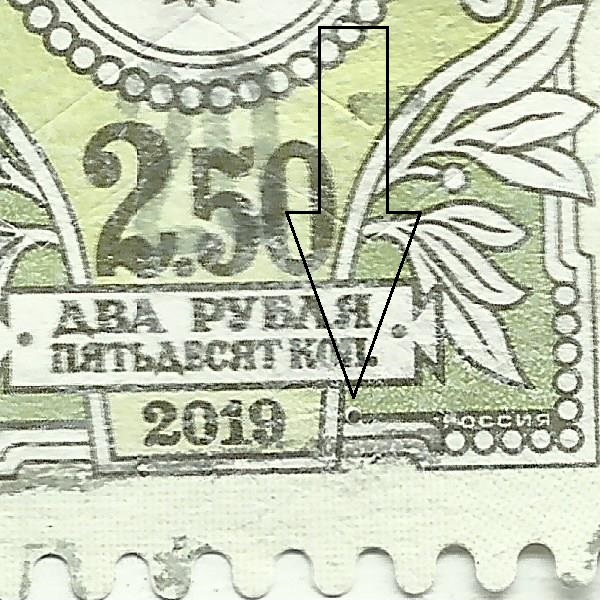 2.50
ДВА РУБЛЯ
ПЯТЬДЕСЯТ КОП.
2019
РОССИЯ